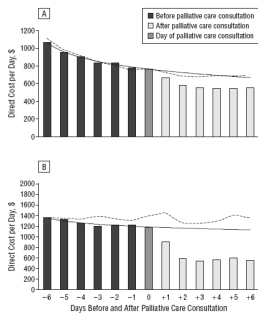 Before palliative care consultation
After palliative care consultation
Day of palliative care consultation
A
Direct Cost per Day, $
1200
1000
800
600
400
200
0
B
Direct Cost per Day, $
2000
1800
1600
1400
1200
1000
800
600
400
200
0
−6 −5 −4 −3 −2 −1 0 +1 +2 +3 +4 +5 +6
Days Before and After Palliative Care Consultation